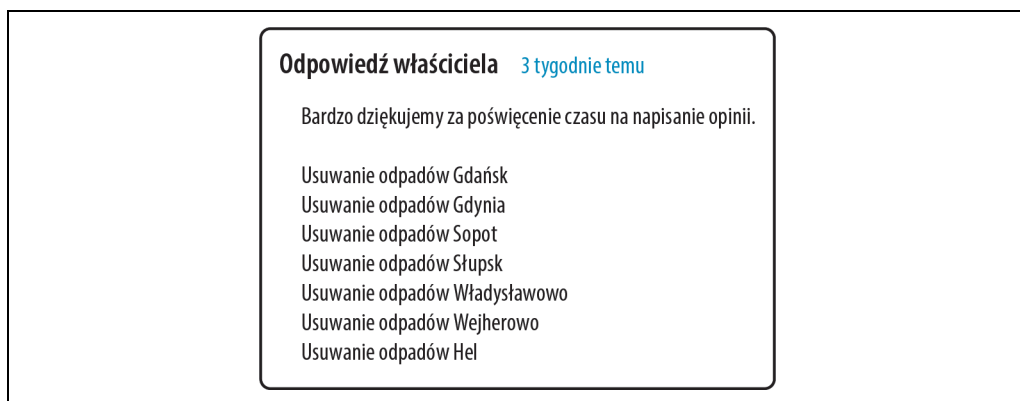 Odpowiedź właściciela 3 tygodnie temu
Bardzo dziękujemy za poświęcenie czasu na napisanie opinii.
Usuwanie odpadów Gdańsk
Usuwanie odpadów Gdynia
Usuwanie odpadów Sopot
Usuwanie odpadów Słupsk
Usuwanie odpadów Władysławowo
Usuwanie odpadów Wejherowo
Usuwanie odpadów Hel